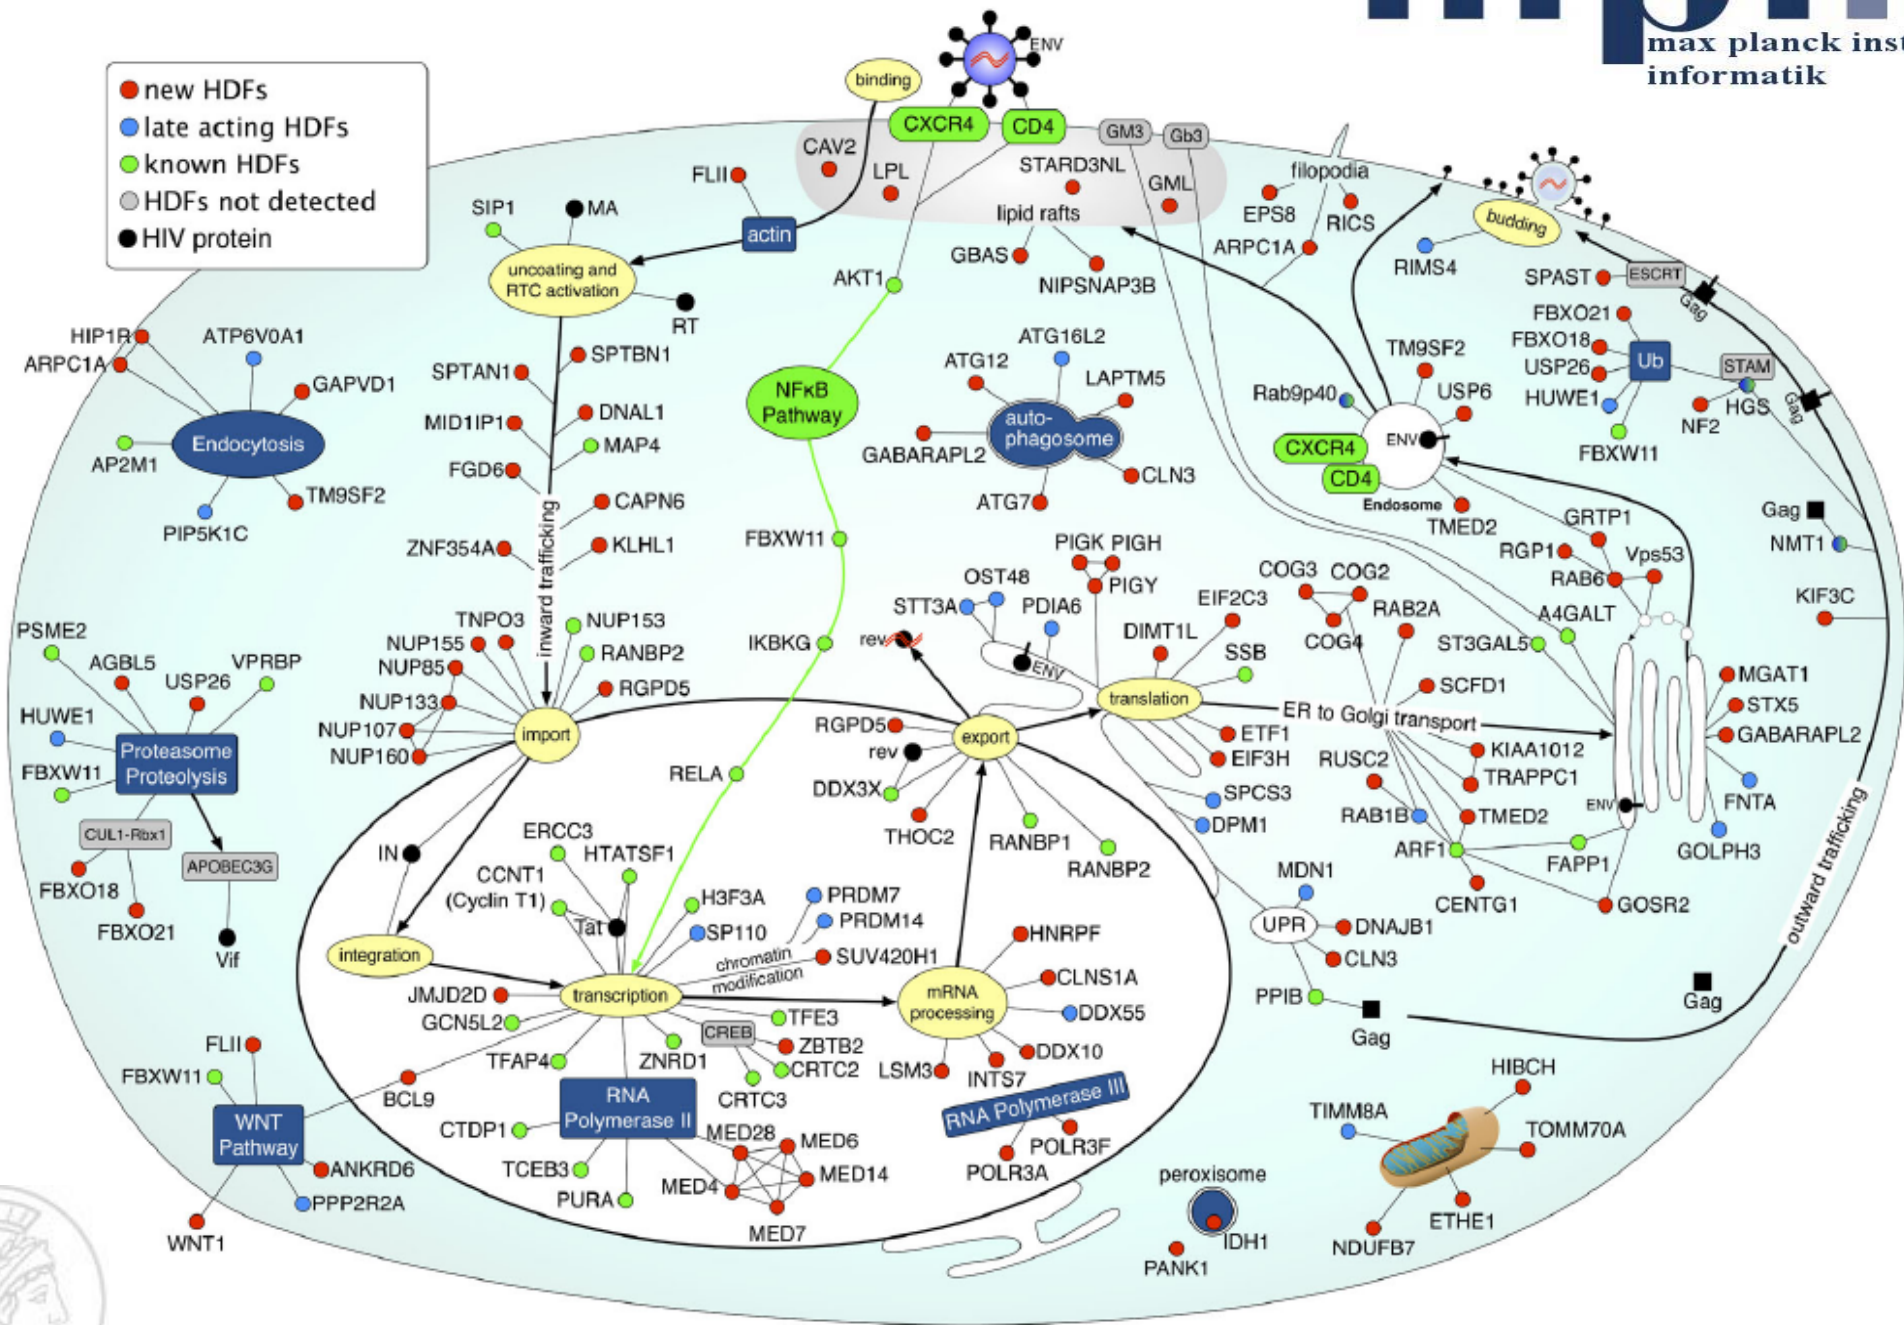 max planck inst
informatik
new HDFs
late acting HDFs
known HDFs
HDFs not detected
HIV protein
binding
ENV
CXCR4
CD4
GM3
Gb3
CAV2
LPL
STARD3NL
GML
lipid rafts
FLII
actin
SIP1
MA
uncoating and
RTC activation
RT
GBAS
NIPSNAP3B
AKT1
filopodia
EPS8
RICS
ARPC1A
budding
RIMS4
SPAST
ESCRT
Gag
FBXO21
FBXO18
USP26
HUWE1
Ub
STAM
HGS
NF2
FBXW11
Gag
HIP1R
ARPC1A
ATP6V0A1
GAPVD1
Endocytosis
AP2M1
TM9SF2
PIP5K1C
SPTAN1
SPTBN1
MID1IP1
DNAL1
MAP4
FGD6
CAPN6
ZNF354A
KLHL1
inward trafficking
NFκB
Pathway
FBXW11
IKBKG
RELA
ATG16L2
ATG12
LAPTM5
auto-
phagosome
GABARAPL2
CLN3
ATG7
TM9SF2
Rab9p40
USP6
ENV
CXCR4
CD4
Endosome
TMED2
GRTP1
RGP1
Vps53
RAB6
Gag
NMT1
KIF3C
PIGK
PIGH
PIGY
OST48
STT3A
PDIA6
ENV
rev
EIF2C3
DIMT1L
SSB
translation
ETF1
EIF3H
COG3
COG2
COG4
RAB2A
ST3GAL5
A4GALT
SCFD1
ER to Golgi transport
KIAA1012
TRAPPC1
RUSC2
RAB1B
TMED2
ARF1
CENTG1
FAPP1
GOSR2
ENV
MGAT1
STX5
GABARAPL2
FNTA
GOLPH3
outward trafficking
PSME2
AGBL5
USP26
VPRBP
HUWE1
FBXW11
Proteasome
Proteolysis
CUL1-Rbx1
APOBEC3G
FBXO18
FBXO21
Vif
TNPO3
NUP153
NUP155
RANBP2
NUP85
RGPD5
NUP133
NUP107
NUP160
import
RGPD5
rev
export
DDX3X
THOC2
RANBP1
RANBP2
SPCS3
DPM1
MDN1
UPR
DNAJB1
CLN3
PPIB
Gag
Gag
IN
integration
ERCC3
HTATSF1
CCNT1
(Cyclin T1)
Tat
H3F3A
SP110
PRDM7
PRDM14
SUV420H1
chromatin
modification
transcription
JMJD2D
GCN5L2
TFAP4
ZNRD1
TFE3
CREB
ZBTB2
CRTC2
CRTC3
mRNA
processing
HNRPF
CLNS1A
DDX55
DDX10
INTS7
LSM3
RNA
Polymerase II
CTDP1
TCEB3
PURA
MED28
MED6
MED14
MED4
MED7
RNA Polymerase III
POLR3F
POLR3A
FLII
FBXW11
BCL9
WNT
Pathway
ANKRD6
PPP2R2A
WNT1
peroxisome
IDH1
PANK1
HIBCH
TIMM8A
TOMM70A
ETHE1
NDUFB7